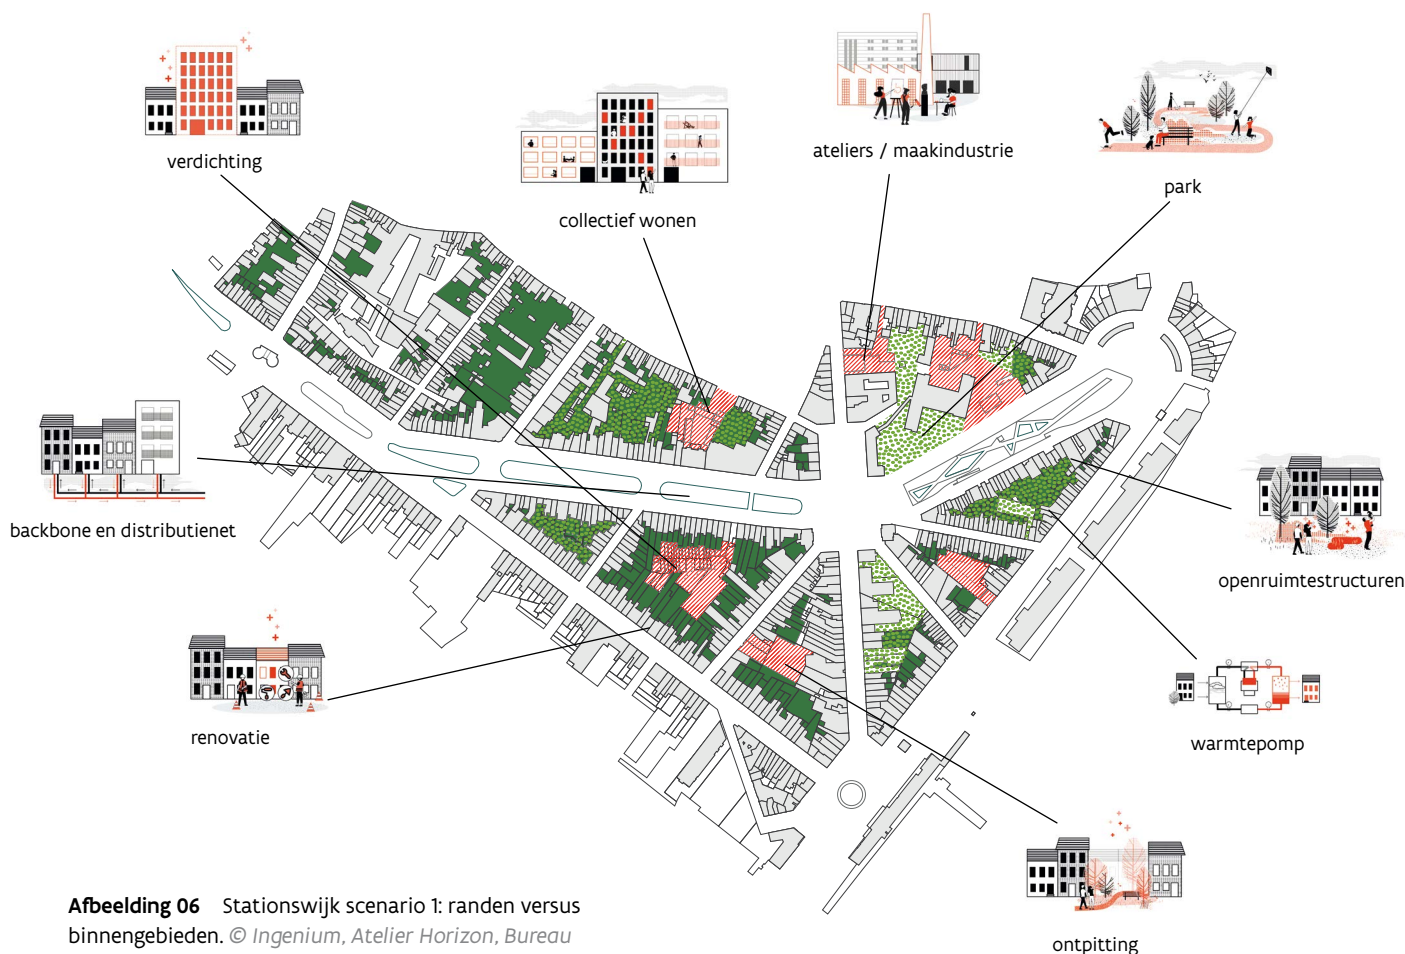 verdichting
collectief wonen
ateliers / maakindustrie
park
backbone en distributienet
openruimtestructuren
renovatie
warmtepomp
ontpitting
Afbeelding 06 Stationswijk scenario 1: randen versus
binnengebieden. © Ingenium, Atelier Horizon, Bureau